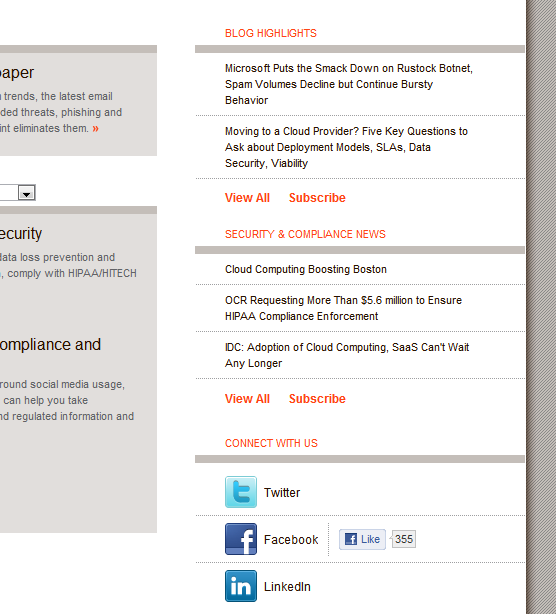 paper
trends, the latest email
ded threats, phishing and
int eliminates them. »
ecurity
data loss prevention and
, comply with HIPAA/HITECH
ompliance and
round social media usage,
can help you take
nd regulated information and
BLOG HIGHLIGHTS
Microsoft Puts the Smack Down on Rustock Botnet,
Spam Volumes Decline but Continue Bursty
Behavior
Moving to a Cloud Provider? Five Key Questions to
Ask about Deployment Models, SLAs, Data
Security, Viability
View All Subscribe
SECURITY & COMPLIANCE NEWS
Cloud Computing Boosting Boston
OCR Requesting More Than $5.6 million to Ensure
HIPAA Compliance Enforcement
IDC: Adoption of Cloud Computing, SaaS Can't Wait
Any Longer
View All Subscribe
CONNECT WITH US
Twitter
Facebook Like 355
in LinkedIn